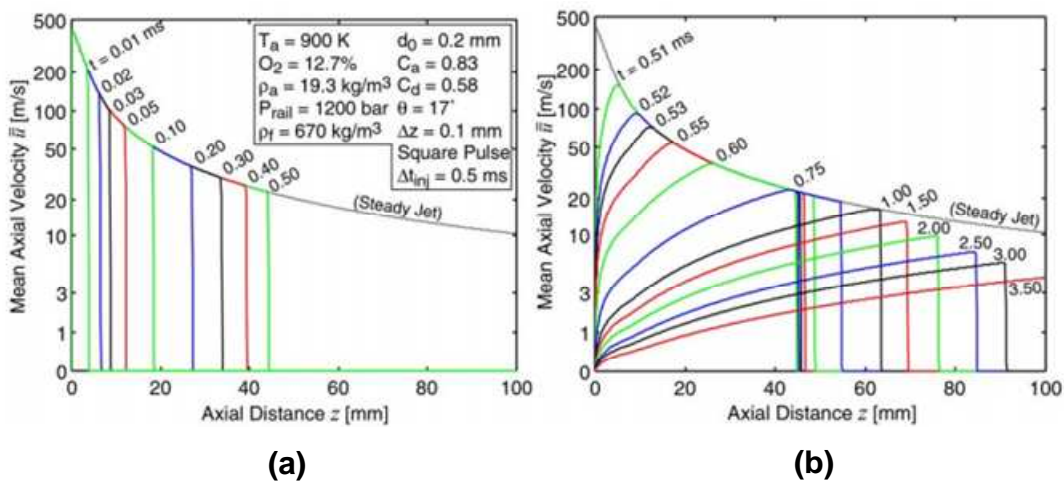 500
200
100
50
20
10
3
1
0
Mean Axial Velocity ū̄ [m/s]
t = 0.01 ms
0.02
0.03
0.05
0.10
0.20
0.30
0.40
0.50
Tₐ = 900 K
O₂ = 12.7%
ρₐ = 19.3 kg/m3
P_rail = 1200 bar
ρ_f = 670 kg/m³
d₀ = 0.2 mm
Cₐ = 0.83
C_d = 0.58
θ = 17˚
Δz = 0.1 mm
Square Pulse
Δt_inj = 0.5 ms
(Steady Jet)
0 20 40 60 80 100
Axial Distance z [mm]
(a)
500
200
100
50
20
10
3
1
0
Mean Axial Velocity ū̄ [m/s]
t = 0.51 ms
0.52
0.53
0.55
0.60
0.75
1.00
(Steady Jet)
1.50
2.00
2.50
3.00
3.50
0 20 40 60 80 100
Axial Distance z [mm]
(b)